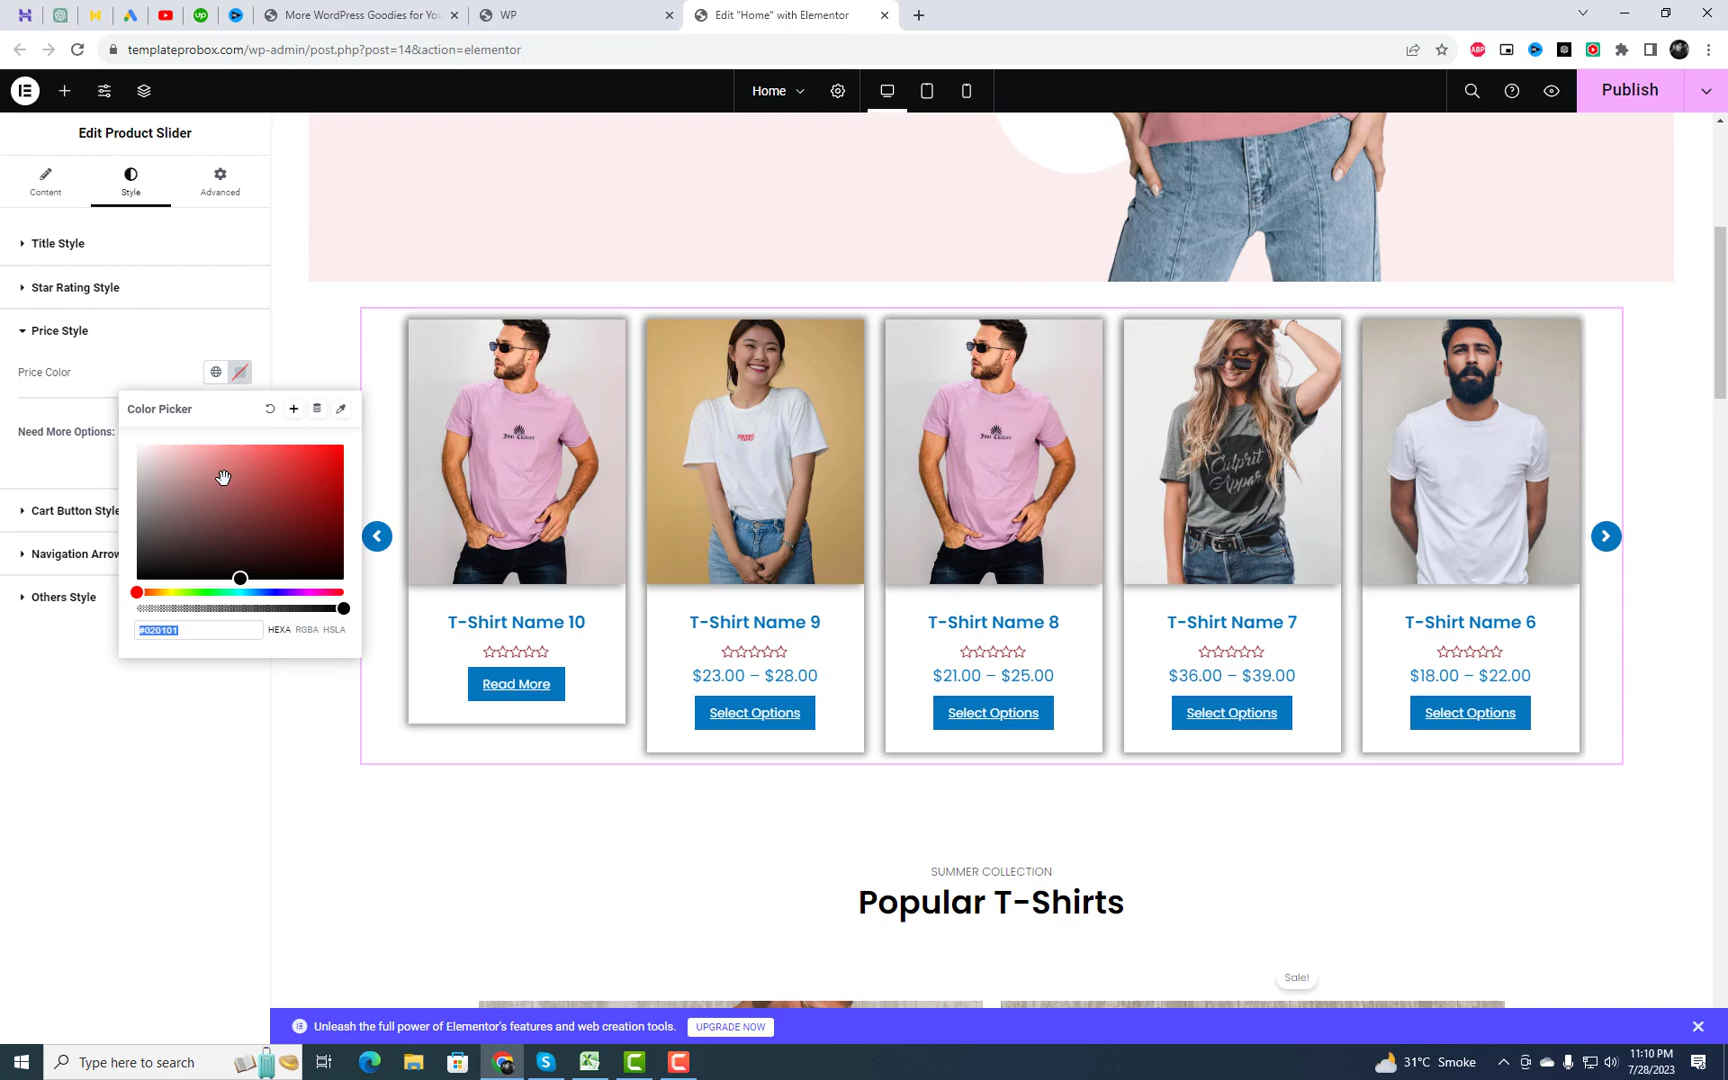 More WordPress Goodies for You
WP
Edit "Home" with Elementor
templateprobox.com/wp-admin/post.php?post=14&action=elementor
Home
Publish
Edit Product Slider
Content
Style
Advanced
Title Style
Star Rating Style
Price Style
Price Color
Color Picker
Need More Options:
Cart Button Style
Navigation Arrow
Others Style
#020101
HEXA RGBA HSLA
T-Shirt Name 10
Read More
T-Shirt Name 9
$23.00 – $28.00
Select Options
T-Shirt Name 8
$21.00 – $25.00
Select Options
T-Shirt Name 7
$36.00 – $39.00
Select Options
T-Shirt Name 6
$18.00 – $22.00
Select Options
Culprit
SUMMER COLLECTION
Popular T-Shirts
Sale!
Unleash the full power of Elementor's features and web creation tools.
UPGRADE NOW
Type here to search
31°C Smoke
11:10 PM
7/28/2023